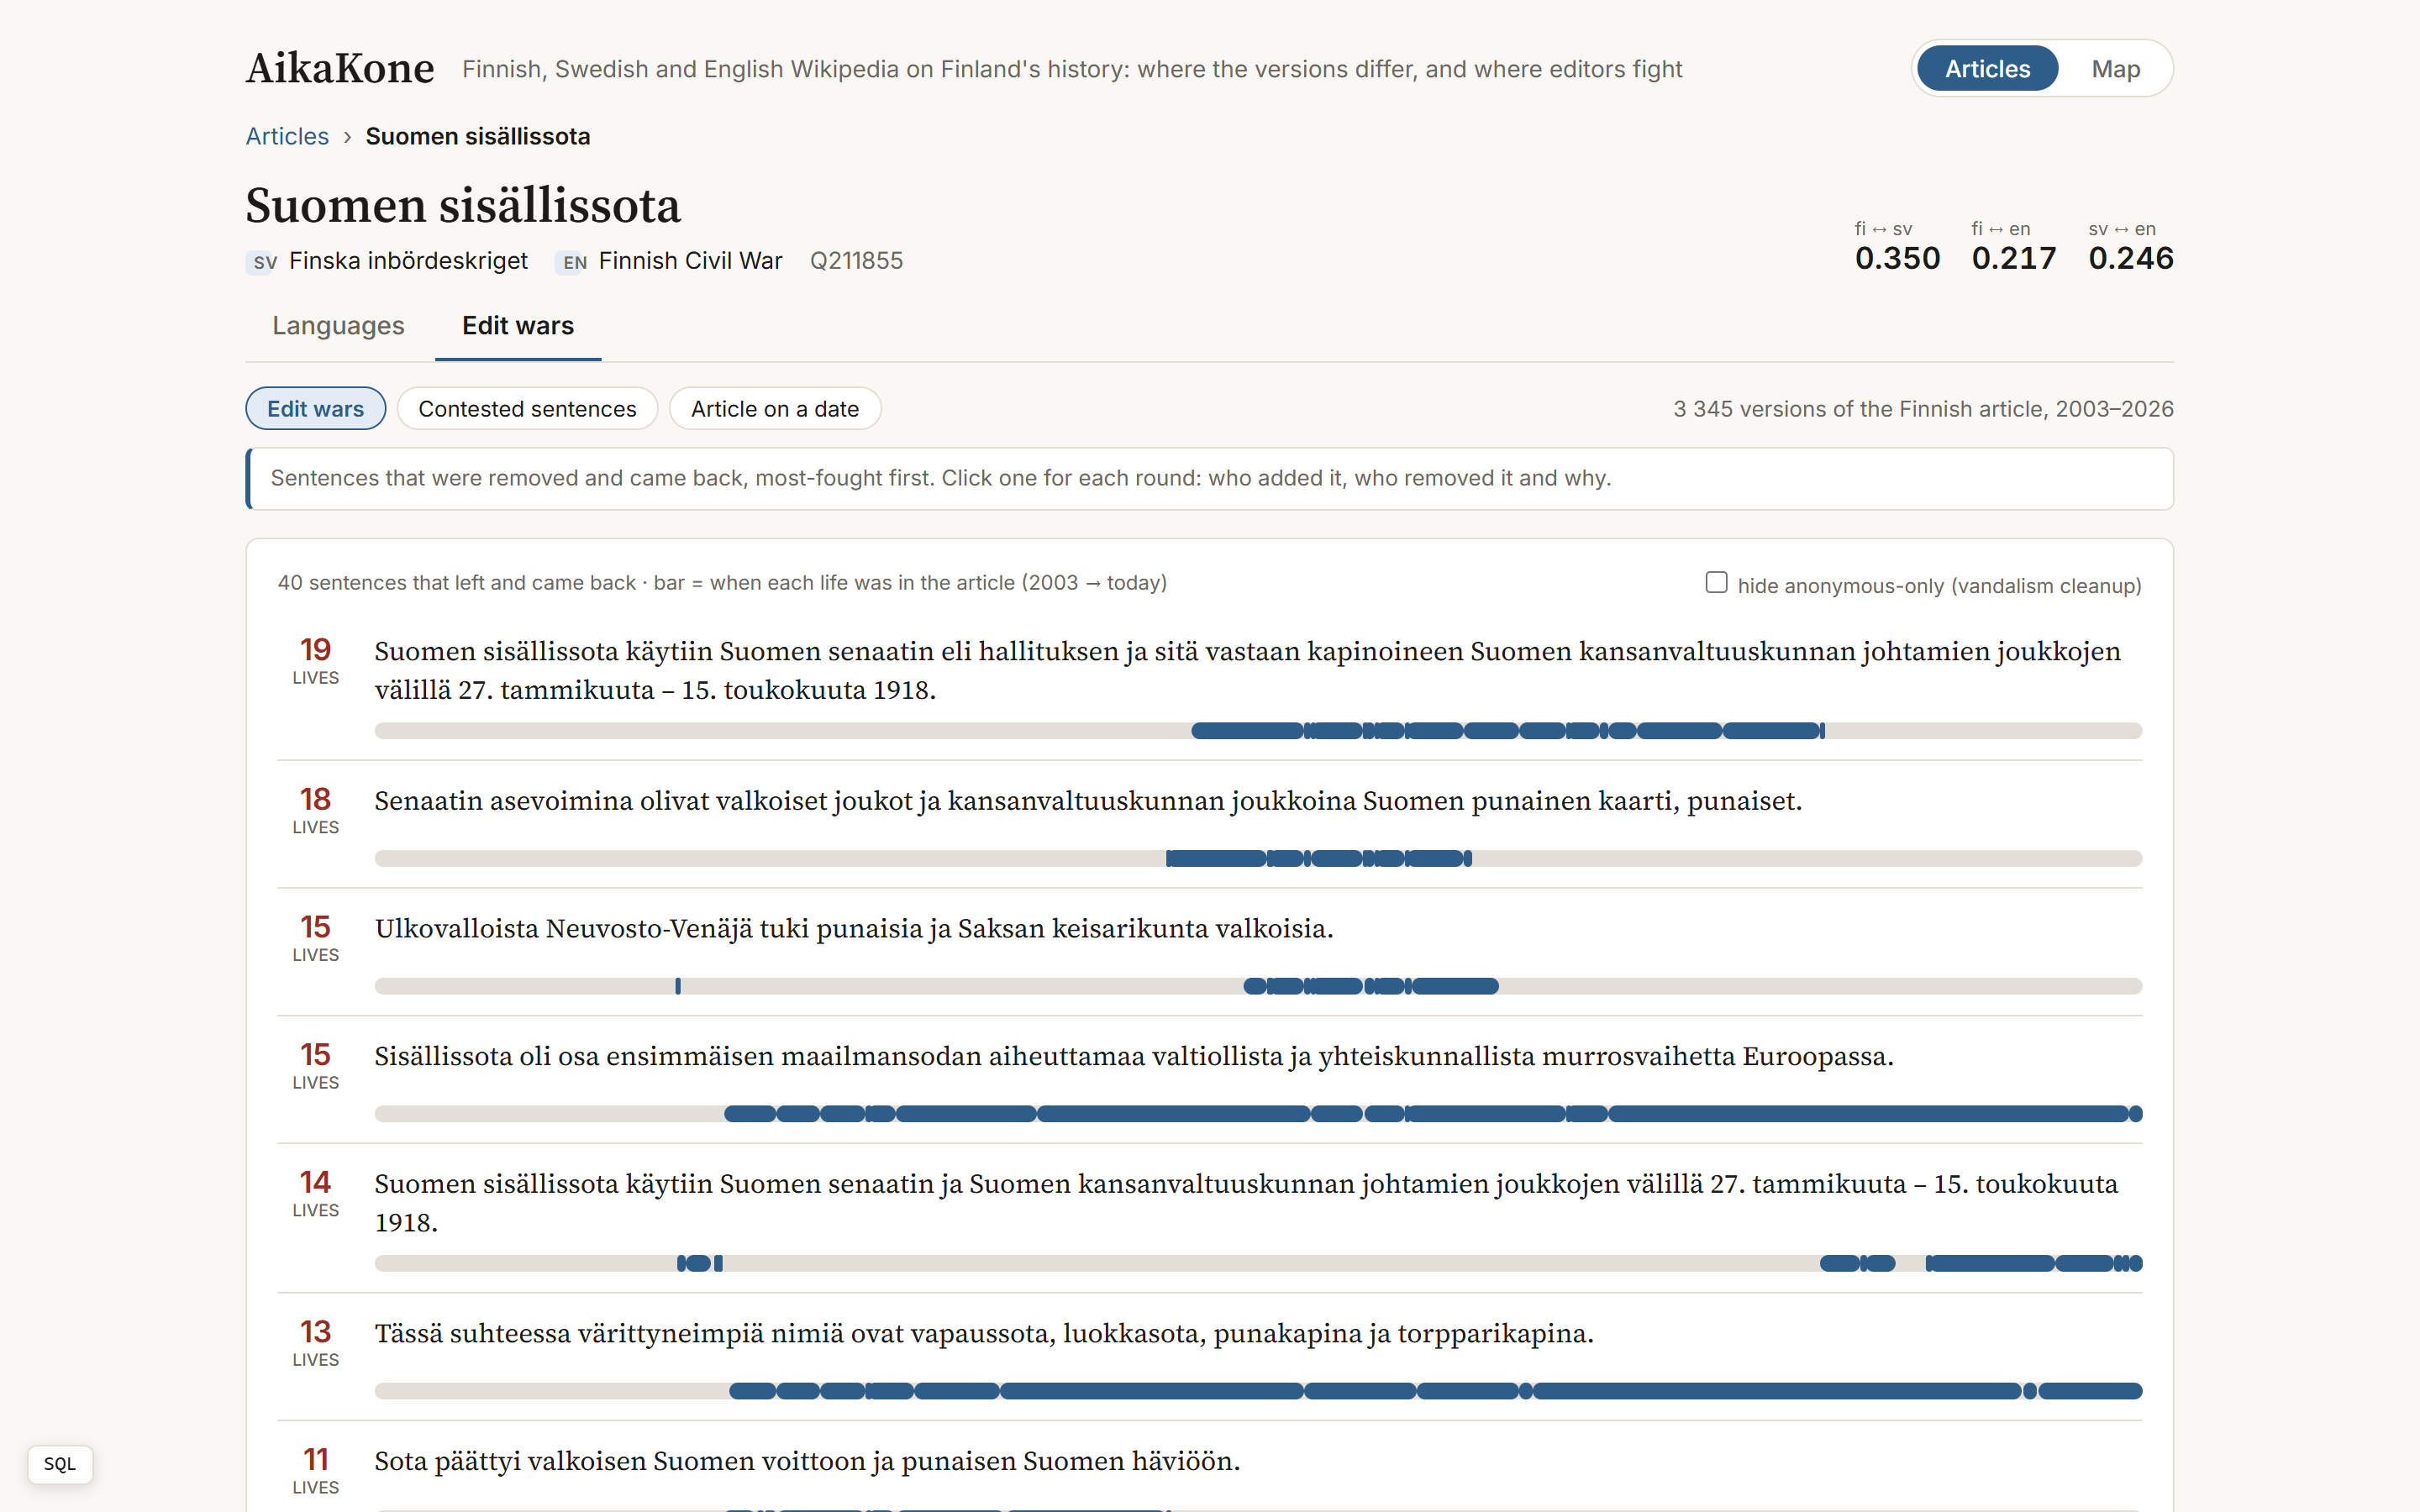 AikaKone
Finnish, Swedish and English Wikipedia on Finland's history: where the versions differ, and where editors fight
Articles
Map
Articles › Suomen sisällissota
Suomen sisällissota
SV Finska inbördeskriget EN Finnish Civil War Q211855
fi ↔ sv
0.350
fi ↔ en
0.217
sv ↔ en
0.246
Languages
Edit wars
Edit wars
Contested sentences
Article on a date
3 345 versions of the Finnish article, 2003–2026
Sentences that were removed and came back, most-fought first. Click one for each round: who added it, who removed it and why.
40 sentences that left and came back · bar = when each life was in the article (2003 → today)
hide anonymous-only (vandalism cleanup)
19
LIVES
Suomen sisällissota käytiin Suomen senaatin eli hallituksen ja sitä vastaan kapinoineen Suomen kansanvaltuuskunnan johtamien joukkojen
välillä 27. tammikuuta – 15. toukokuuta 1918.
18
LIVES
Senaatin asevoimina olivat valkoiset joukot ja kansanvaltuuskunnan joukkoina Suomen punainen kaarti, punaiset.
15
LIVES
Ulkovalloista Neuvosto-Venäjä tuki punaisia ja Saksan keisarikunta valkoisia.
15
LIVES
Sisällissota oli osa ensimmäisen maailmansodan aiheuttamaa valtiollista ja yhteiskunnallista murrosvaihetta Euroopassa.
14
LIVES
Suomen sisällissota käytiin Suomen senaatin ja Suomen kansanvaltuuskunnan johtamien joukkojen välillä 27. tammikuuta – 15. toukokuuta
1918.
13
LIVES
Tässä suhteessa värittyneimpiä nimiä ovat vapaussota, luokkasota, punakapina ja torpparikapina.
11
LIVES
Sota päättyi valkoisen Suomen voittoon ja punaisen Suomen häviöön.
SQL